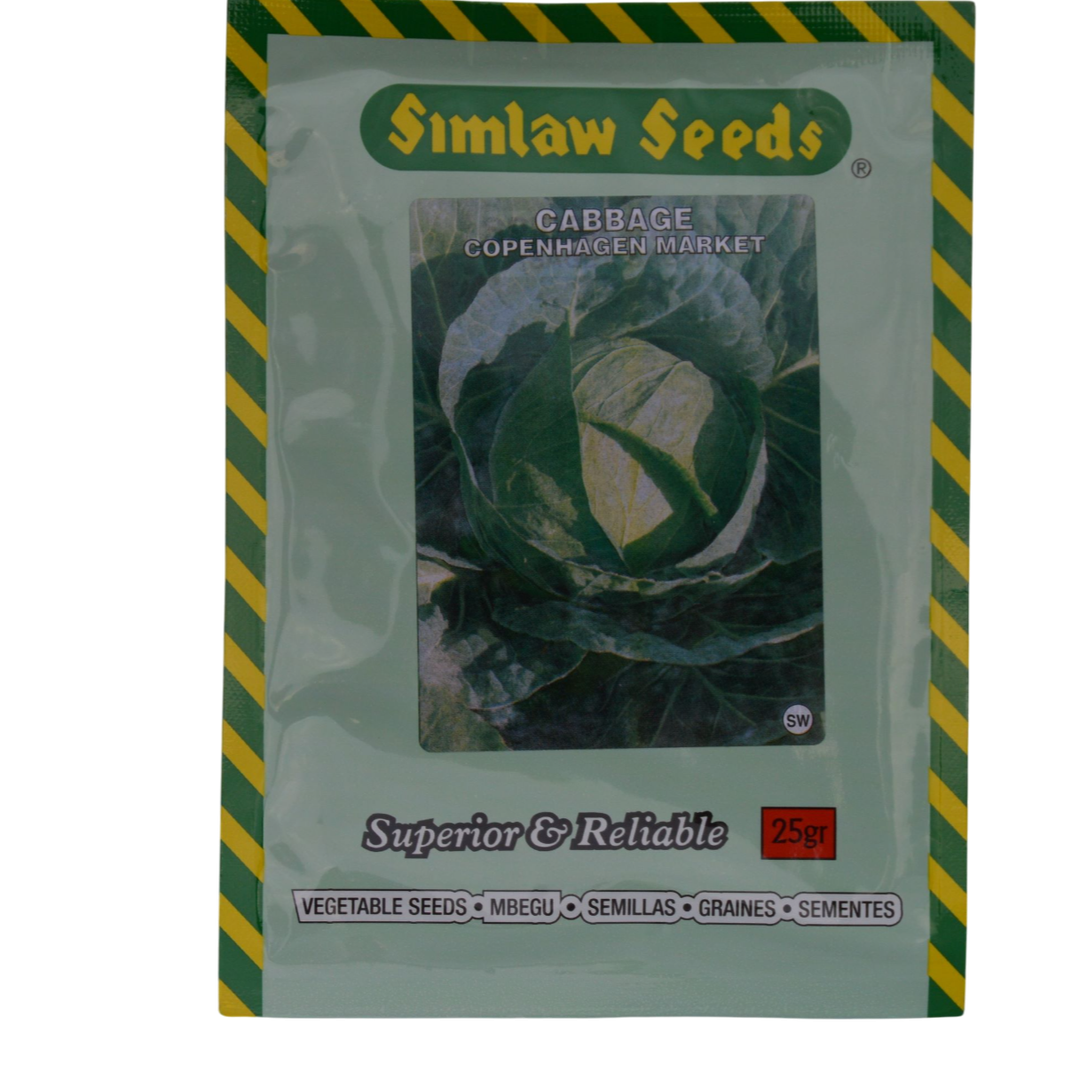 Simlaw Seeds
®
CABBAGE
COPENHAGEN MARKET
SW
Superior & Reliable
25gr
VEGETABLE SEEDS • MBEGU • SEMILLAS • GRAINES • SEMENTES